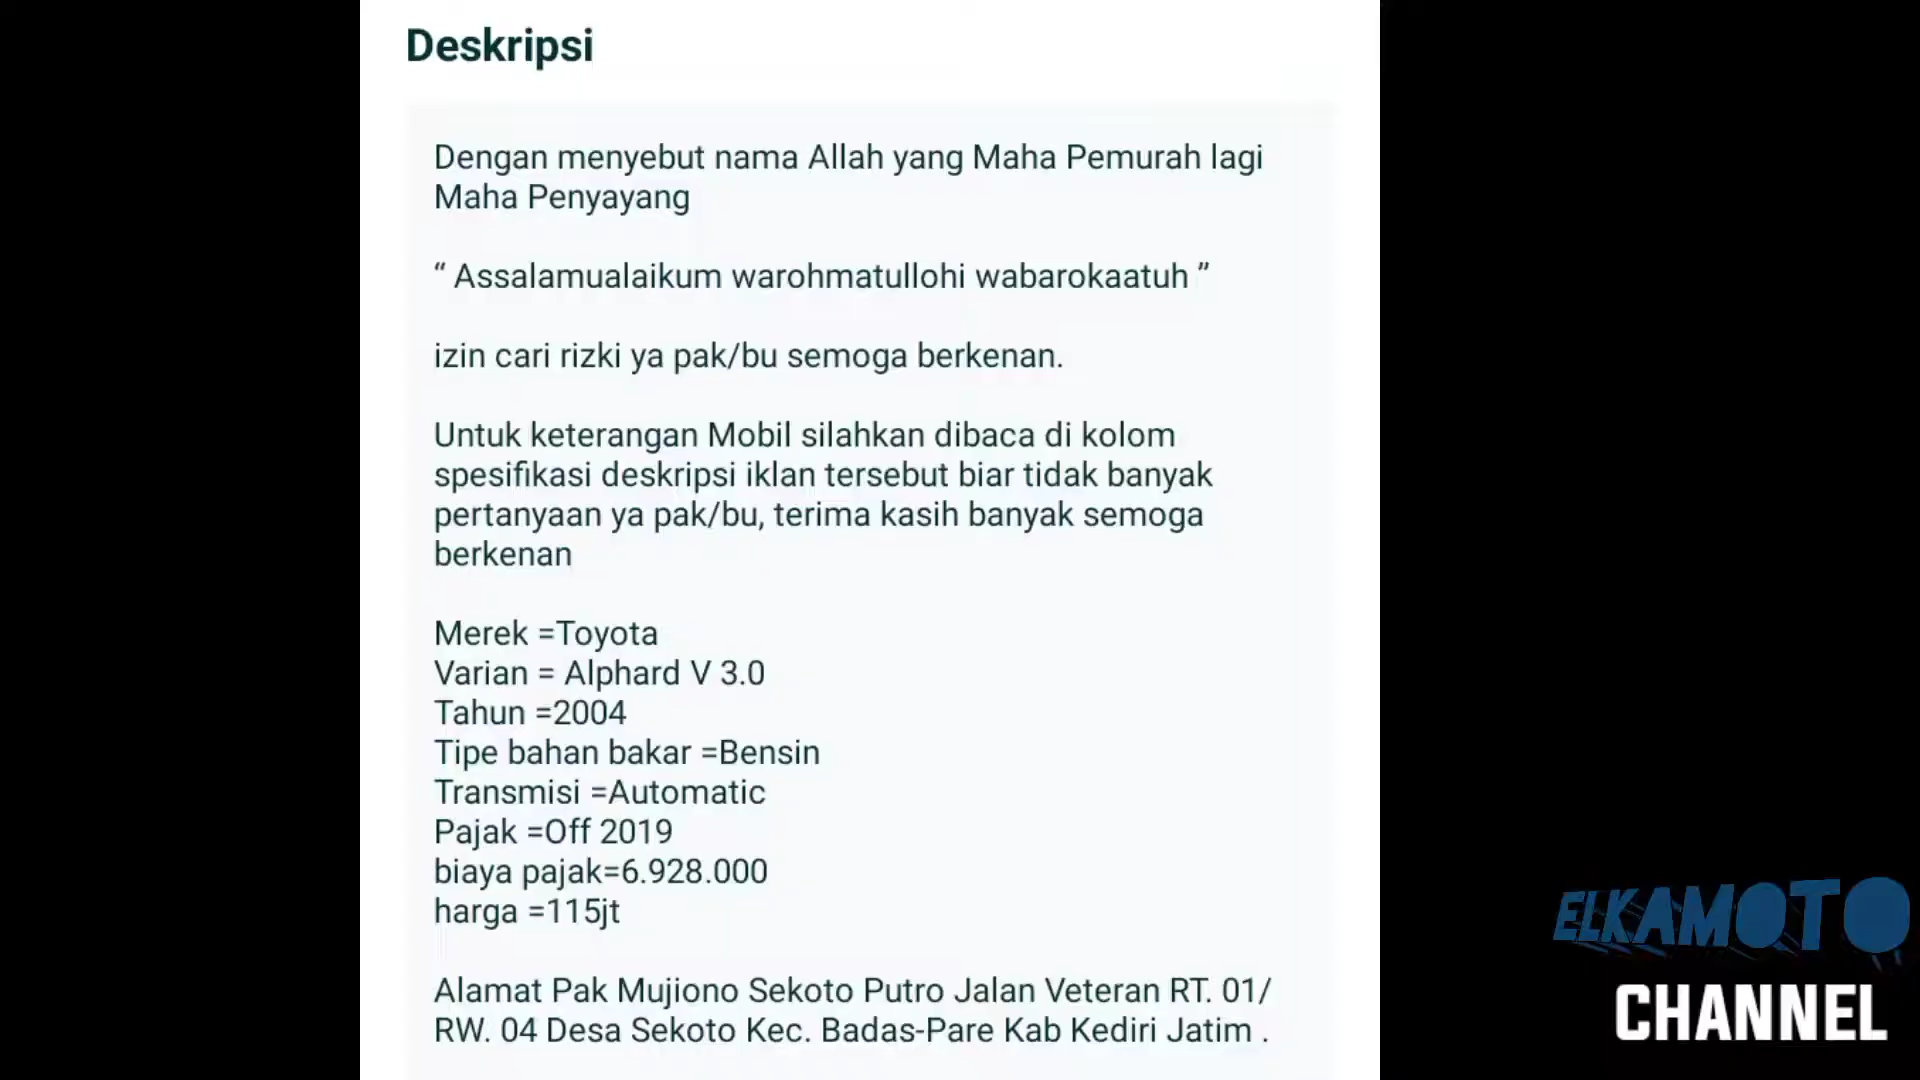 Deskripsi
Dengan menyebut nama Allah yang Maha Pemurah lagi
Maha Penyayang
“ Assalamualaikum warohmatullohi wabarokaatuh ”
izin cari rizki ya pak/bu semoga berkenan.
Untuk keterangan Mobil silahkan dibaca di kolom
spesifikasi deskripsi iklan tersebut biar tidak banyak
pertanyaan ya pak/bu, terima kasih banyak semoga
berkenan
Merek =Toyota
Varian = Alphard V 3.0
Tahun =2004
Tipe bahan bakar =Bensin
Transmisi =Automatic
Pajak =Off 2019
biaya pajak=6.928.000
harga =115jt
Alamat Pak Mujiono Sekoto Putro Jalan Veteran RT. 01/
RW. 04 Desa Sekoto Kec. Badas-Pare Kab Kediri Jatim .
ELKAMOTO
CHANNEL